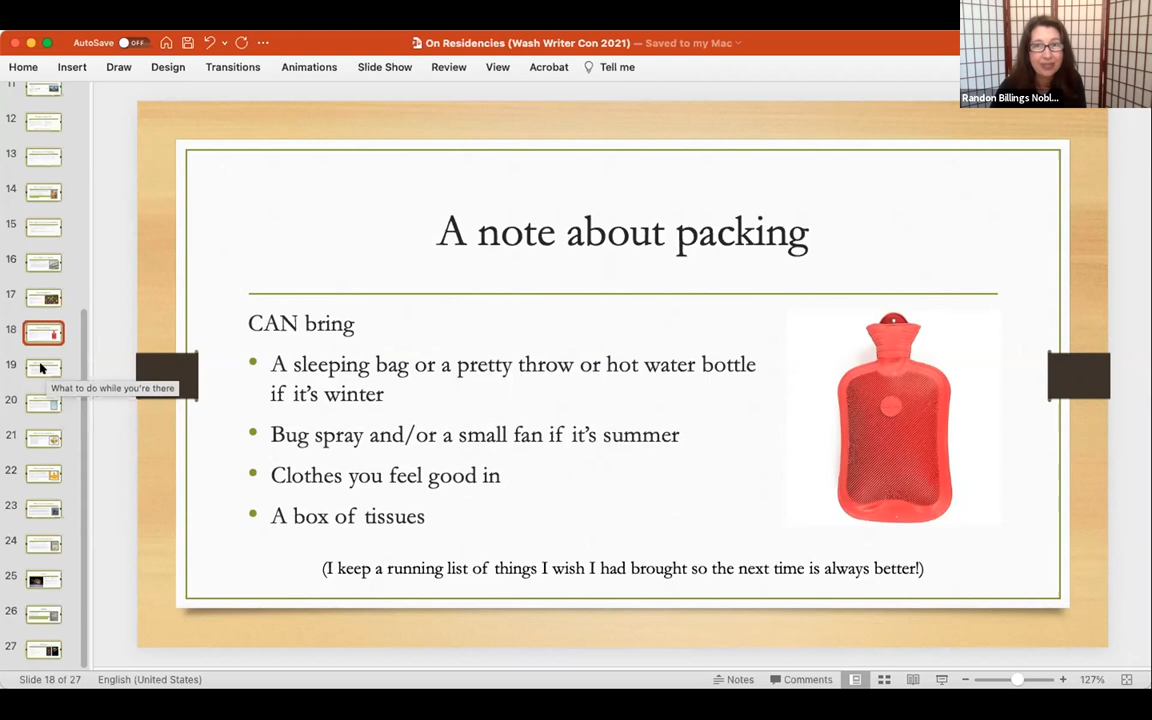 AutoSave
OFF
On Residencies (Wash Writer Con 2021) — Saved to my Mac
Home Insert Draw Design Transitions Animations Slide Show Review View Acrobat Tell me
Randon Billings Nobl...
12
13
14
15
16
17
18
19
What to do while you're there
20
21
22
23
24
25
26
27
A note about packing
CAN bring
• A sleeping bag or a pretty throw or hot water bottle
if it's winter
• Bug spray and/or a small fan if it's summer
• Clothes you feel good in
• A box of tissues
(I keep a running list of things I wish I had brought so the next time is always better!)
Slide 18 of 27 English (United States) Notes Comments 127%